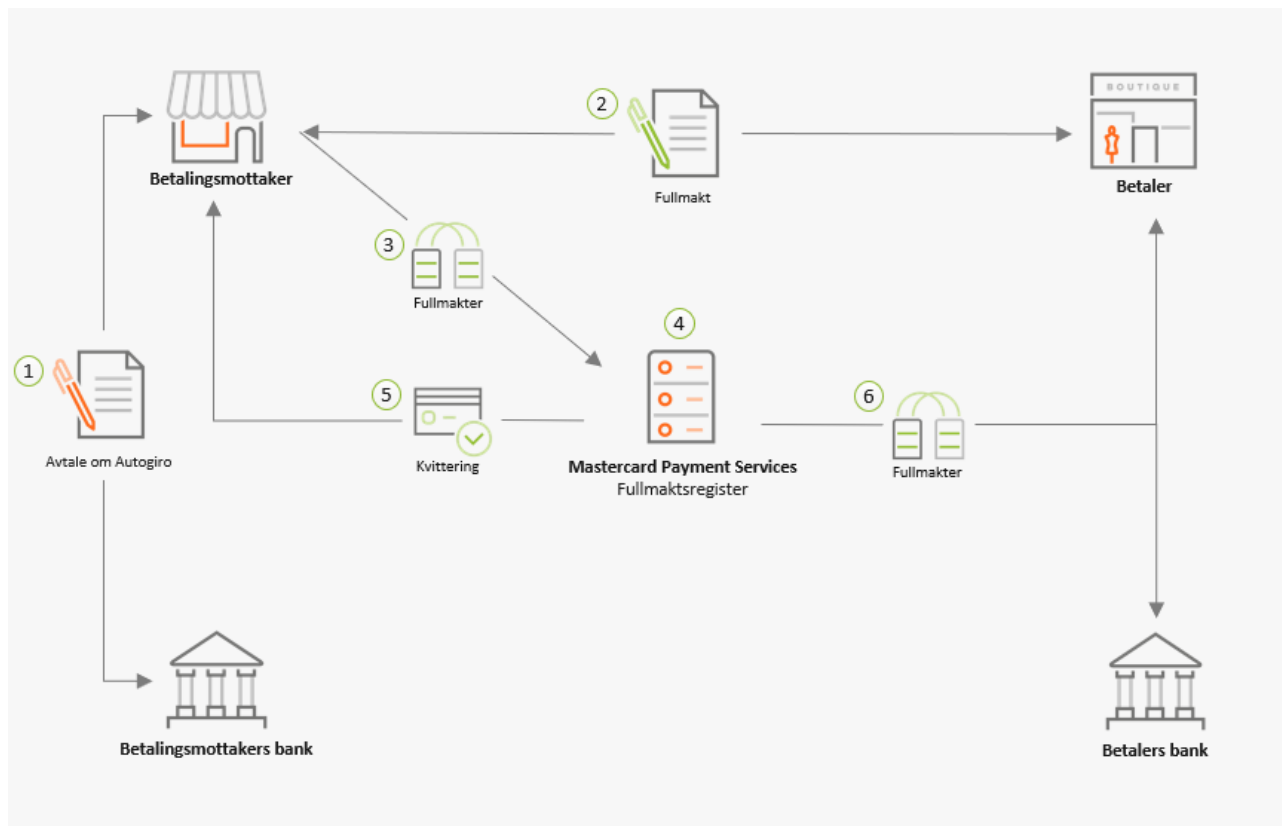 BOUTIQUE
2
Betalingsmottaker
Fullmakt
Betaler
3
Fullmakter
4
1
5
6
Avtale om Autogiro
Kvittering
Mastercard Payment Services
Fullmaktsregister
Fullmakter
Betalingsmottakers bank
Betalers bank